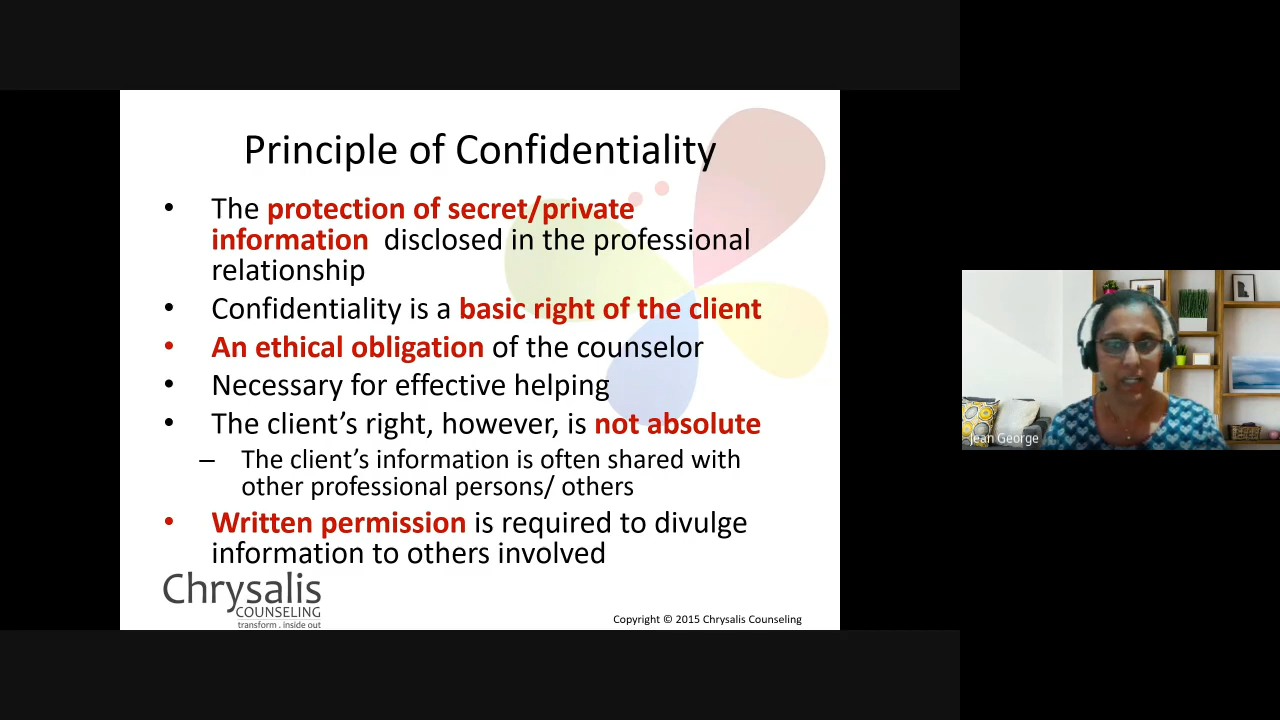 Principle of Confidentiality
• The protection of secret/private
information disclosed in the professional
relationship
• Confidentiality is a basic right of the client
• An ethical obligation of the counselor
• Necessary for effective helping
• The client’s right, however, is not absolute
– The client’s information is often shared with
other professional persons/ others
• Written permission is required to divulge
information to others involved
Chrysalis
COUNSELING
transform . inside out
Copyright © 2015 Chrysalis Counseling
Jean George